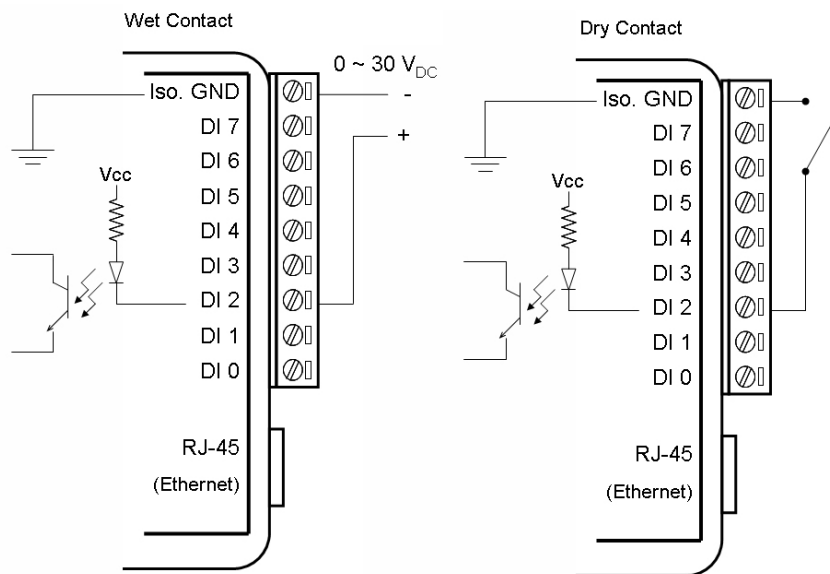 Wet Contact
0 ~ 30 VDC
Iso. GND
-
DI 7
+
DI 6
Vcc
DI 5
DI 4
DI 3
DI 2
DI 1
DI 0
RJ-45
(Ethernet)
Dry Contact
Iso. GND
DI 7
DI 6
Vcc
DI 5
DI 4
DI 3
DI 2
DI 1
DI 0
RJ-45
(Ethernet)